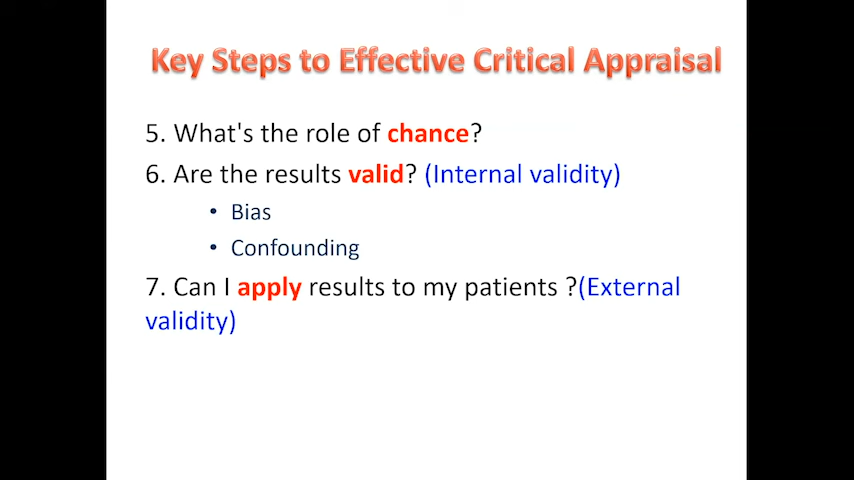 Key Steps to Effective Critical Appraisal
5. What's the role of chance?
6. Are the results valid? (Internal validity)
• Bias
• Confounding
7. Can I apply results to my patients ?(External
validity)